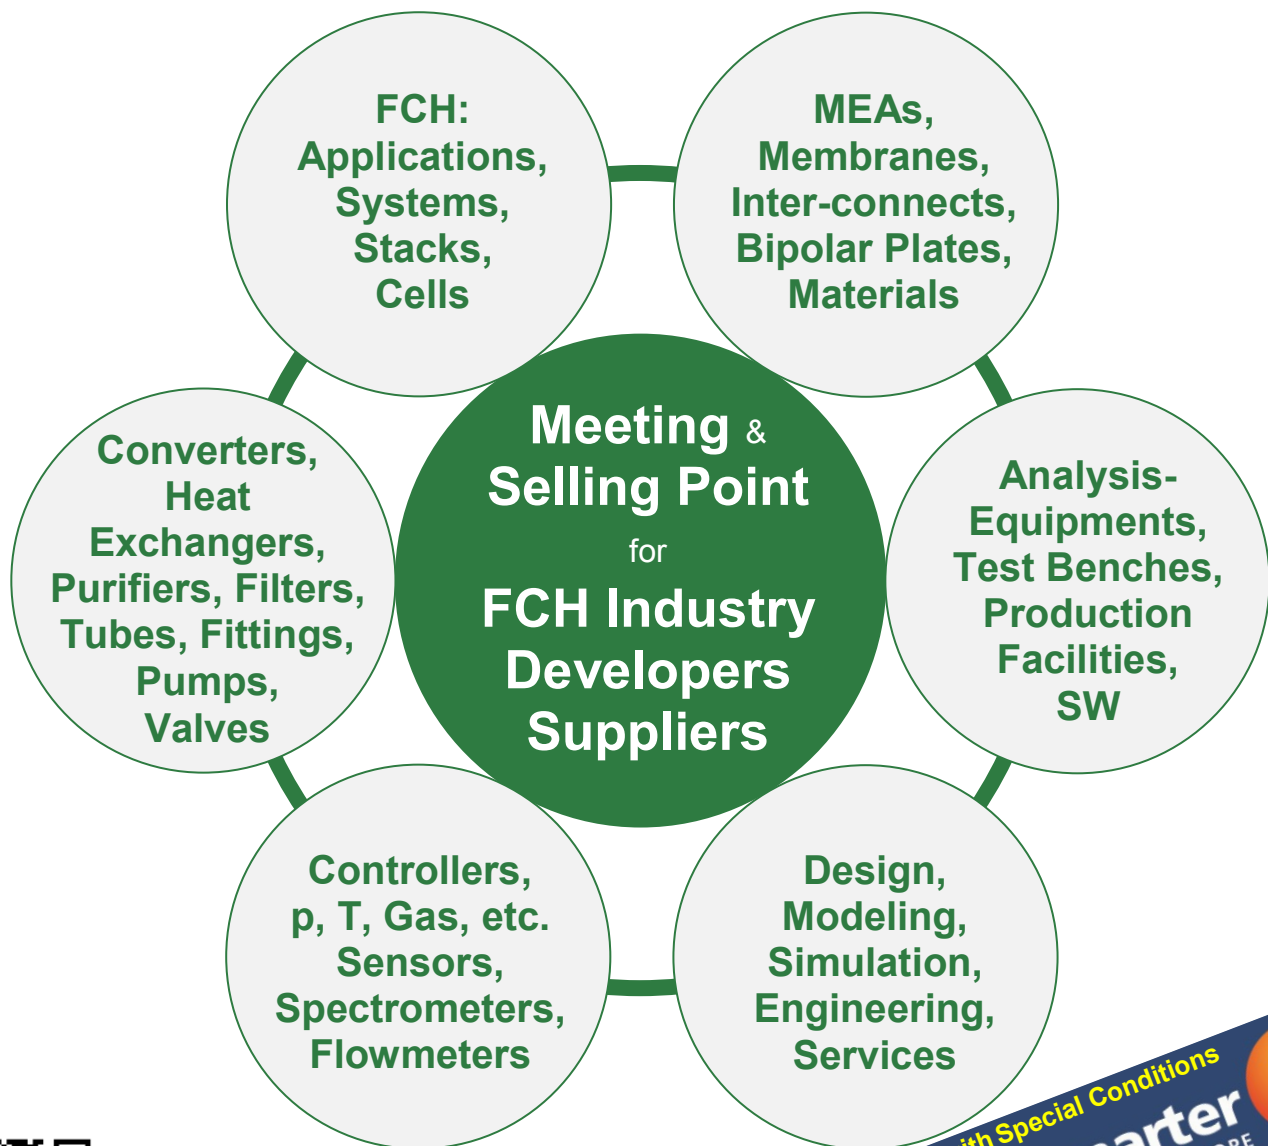 FCH:
Applications,
Systems,
Stacks,
Cells
MEAs,
Membranes,
Inter-connects,
Bipolar Plates,
Materials
Converters,
Heat
Exchangers,
Purifiers, Filters,
Tubes, Fittings,
Pumps,
Valves
Meeting &
Selling Point
for
FCH Industry
Developers
Suppliers
Analysis-
Equipments,
Test Benches,
Production
Facilities,
SW
Controllers,
p, T, Gas, etc.
Sensors,
Spectrometers,
Flowmeters
Design,
Modeling,
Simulation,
Engineering,
Services
Special Conditions